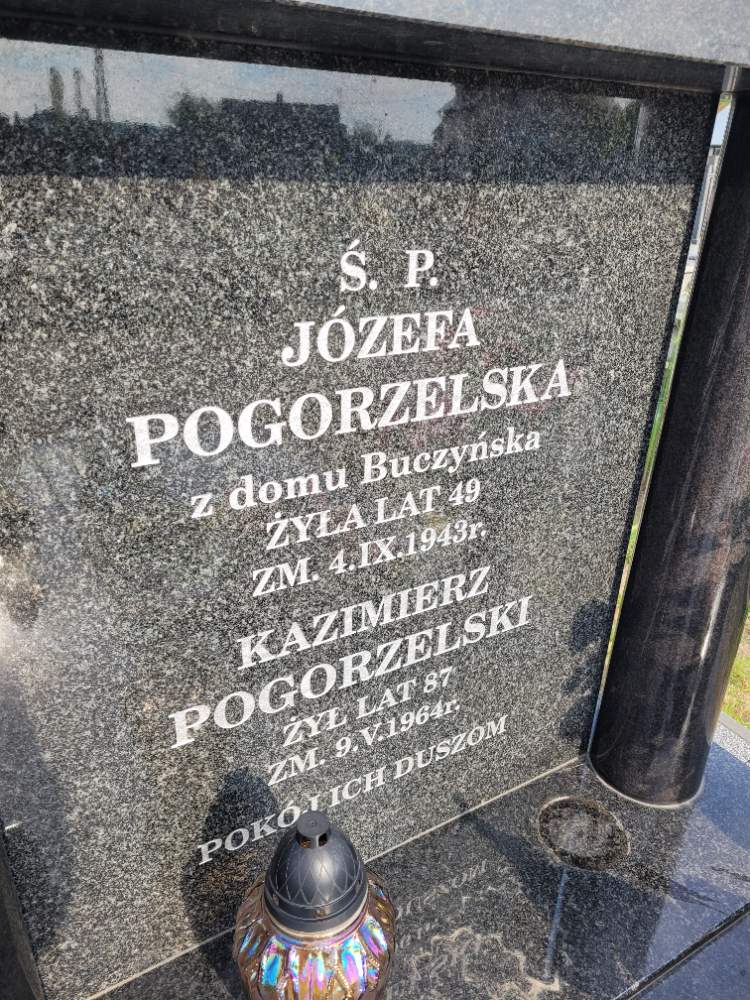 Ś. P.
JÓZEFA
POGORZELSKA
z domu Buczyńska
ŻYŁA LAT 49
ZM. 4.IX.1943r.
KAZIMIERZ
POGORZELSKI
ŻYŁ LAT 87
ZM. 9.V.1964r.
POKÓJ ICH DUSZOM